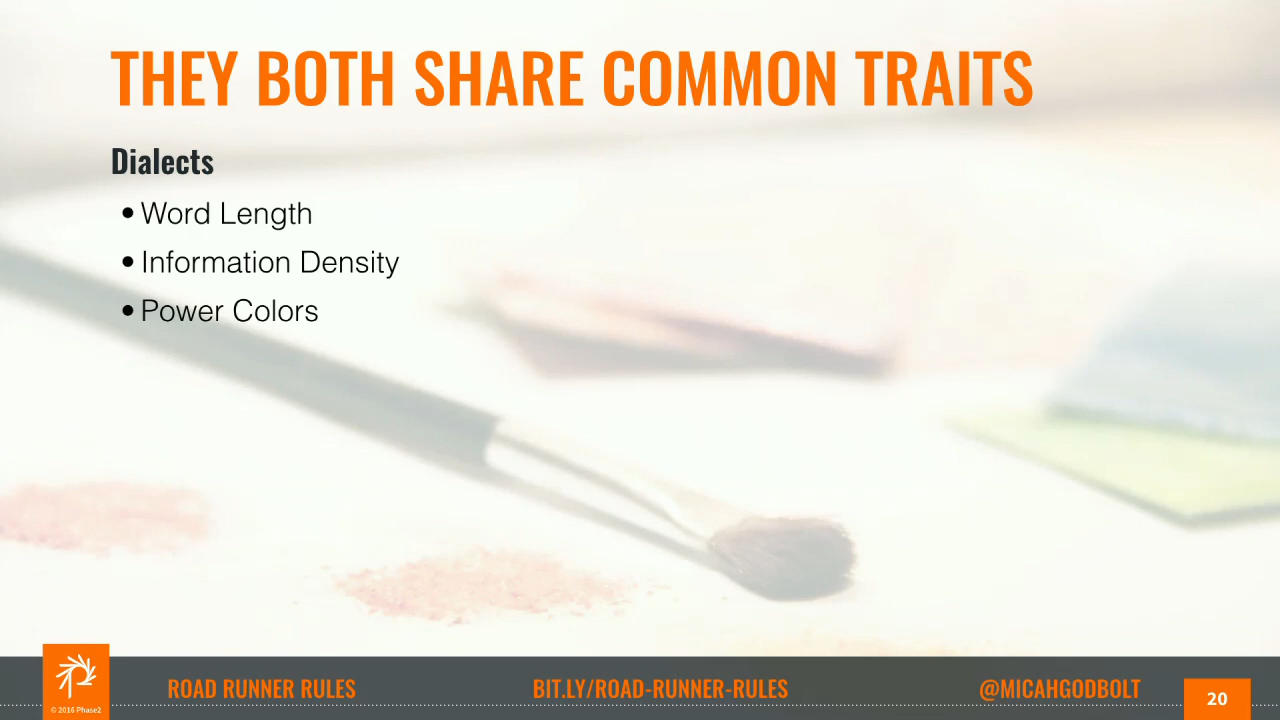 THEY BOTH SHARE COMMON TRAITS
Dialects
• Word Length
• Information Density
• Power Colors
© 2016 Phase2
ROAD RUNNER RULES
BIT.LY/ROAD-RUNNER-RULES
@MICAHGODBOLT
20